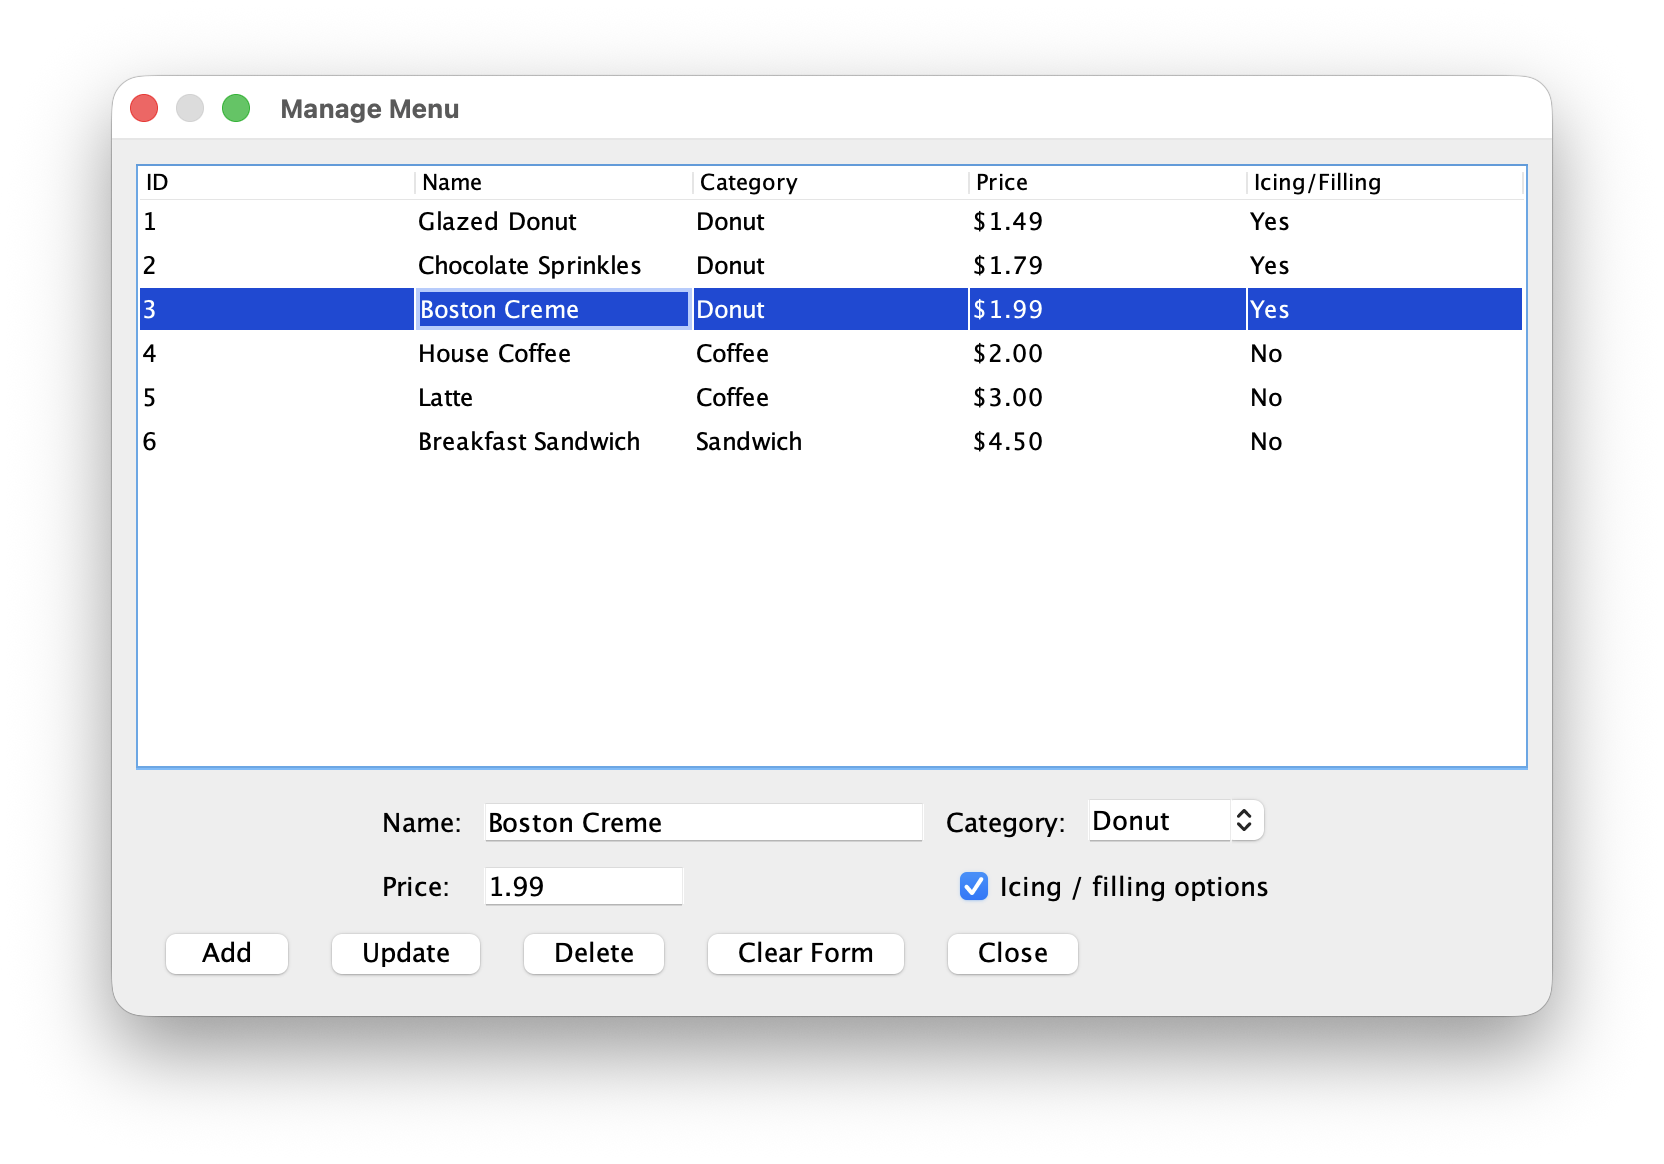 Manage Menu
ID Name Category Price Icing/Filling
1 Glazed Donut Donut $1.49 Yes
2 Chocolate Sprinkles Donut $1.79 Yes
3 Boston Creme Donut $1.99 Yes
4 House Coffee Coffee $2.00 No
5 Latte Coffee $3.00 No
6 Breakfast Sandwich Sandwich $4.50 No
Name: Boston Creme Category: Donut
Price: 1.99 Icing / filling options
Add Update Delete Clear Form Close